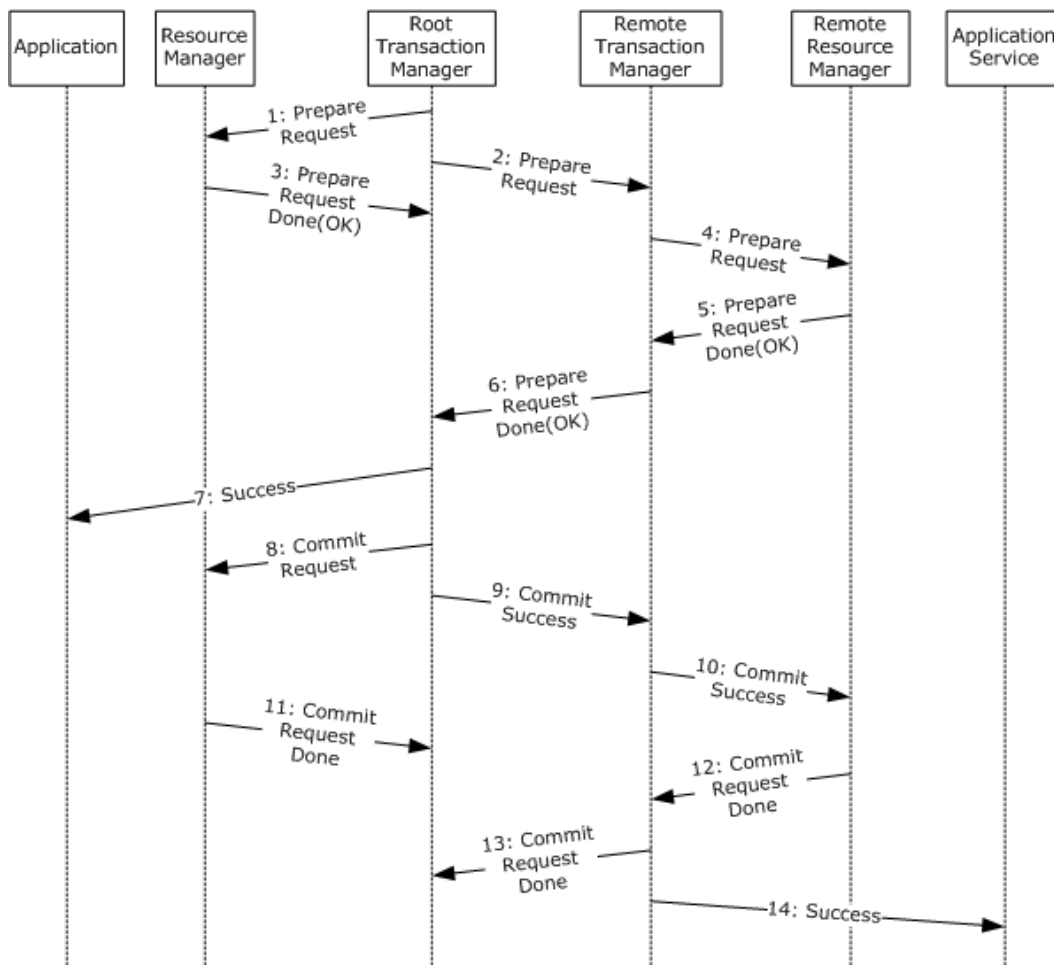 Application
Resource
Manager
Root
Transaction
Manager
Remote
Transaction
Manager
Remote
Resource
Manager
Application
Service
1: Prepare
Request
2: Prepare
Request
3: Prepare
Request
Done(OK)
4: Prepare
Request
5: Prepare
Request
Done(OK)
6: Prepare
Request
Done(OK)
7: Success
8: Commit
Request
9: Commit
Success
10: Commit
Success
11: Commit
Request
Done
12: Commit
Request
Done
13: Commit
Request
Done
14: Success